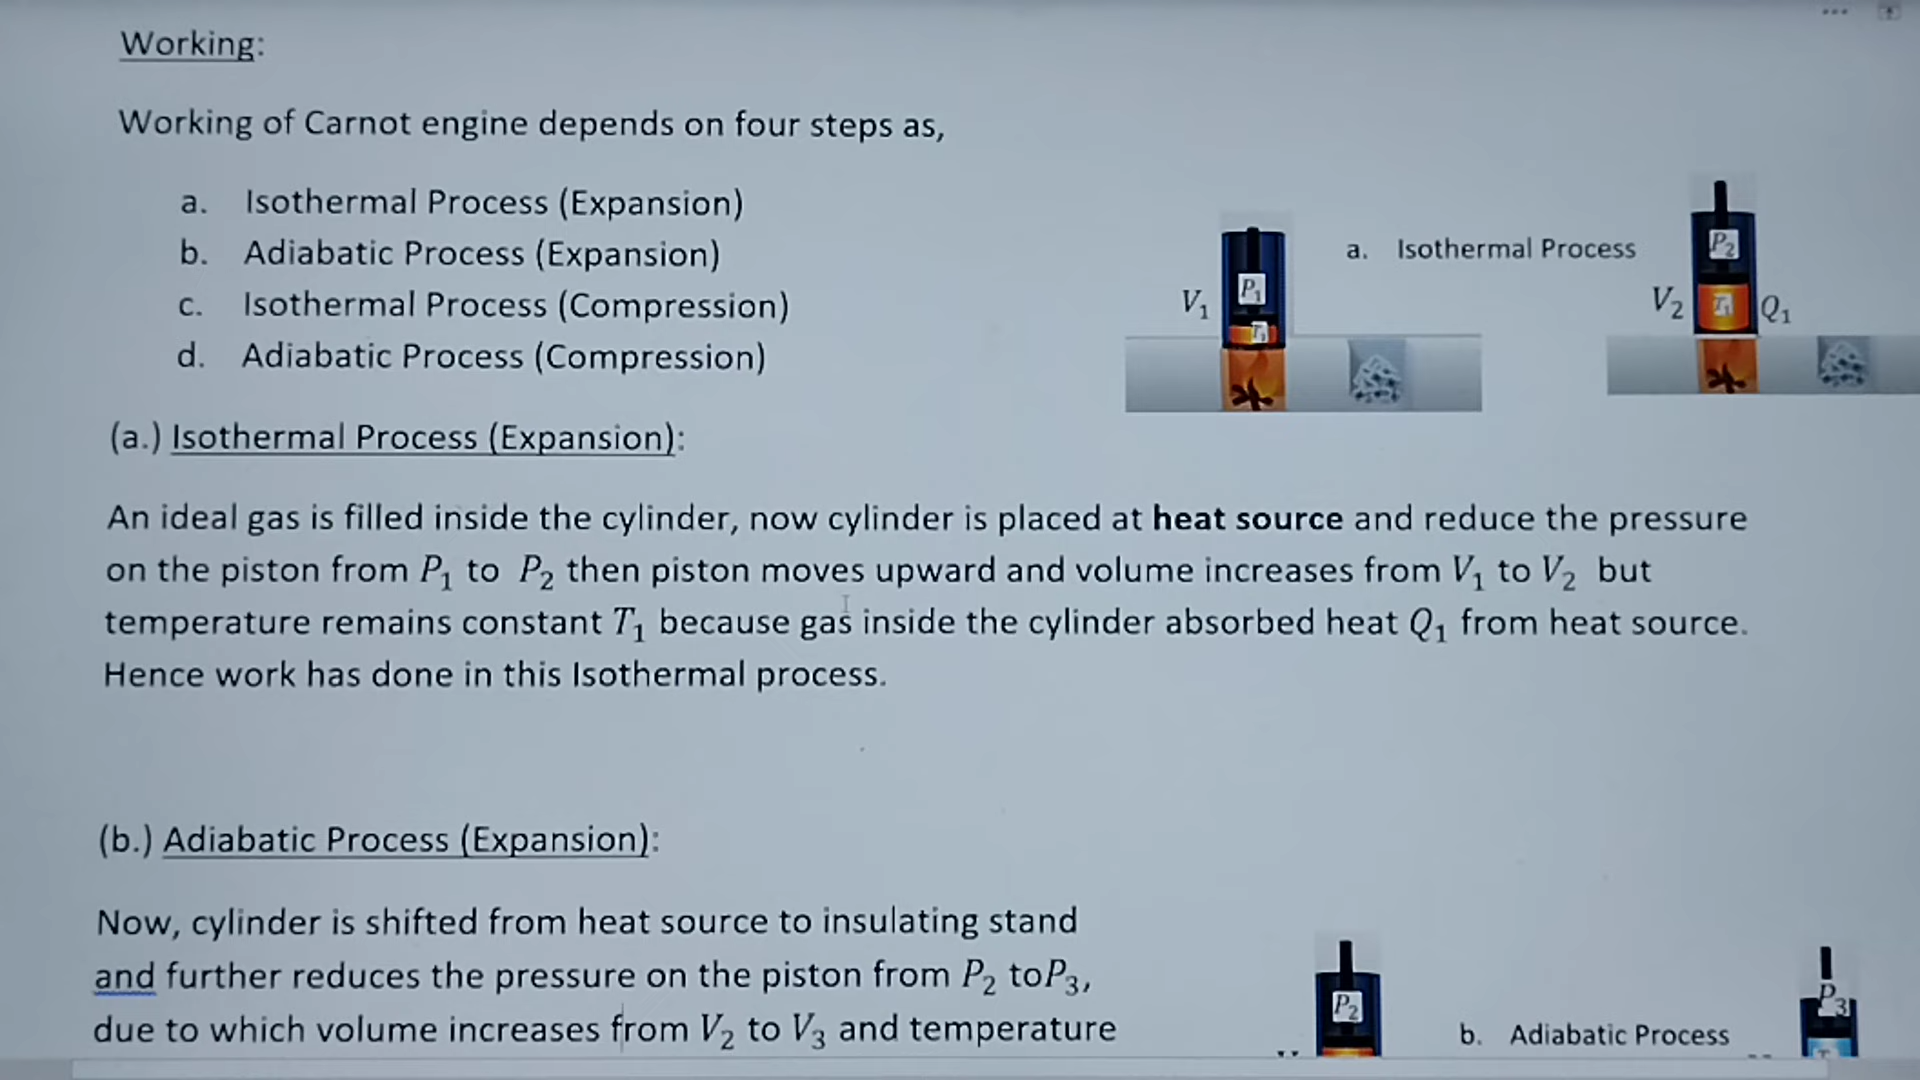 Working:
Working of Carnot engine depends on four steps as,
a. Isothermal Process (Expansion)
b. Adiabatic Process (Expansion)
c. Isothermal Process (Compression)
d. Adiabatic Process (Compression)
V₁ P₁ T₁
a. Isothermal Process
P₂ V₂ T₁ Q₁
(a.) Isothermal Process (Expansion):
An ideal gas is filled inside the cylinder, now cylinder is placed at heat source and reduce the pressure
on the piston from P₁ to P₂ then piston moves upward and volume increases from V₁ to V₂ but
temperature remains constant T₁ because gas inside the cylinder absorbed heat Q₁ from heat source.
Hence work has done in this Isothermal process.
(b.) Adiabatic Process (Expansion):
Now, cylinder is shifted from heat source to insulating stand
and further reduces the pressure on the piston from P₂ toP₃,
due to which volume increases from V₂ to V₃ and temperature
P₂
b. Adiabatic Process
P₃